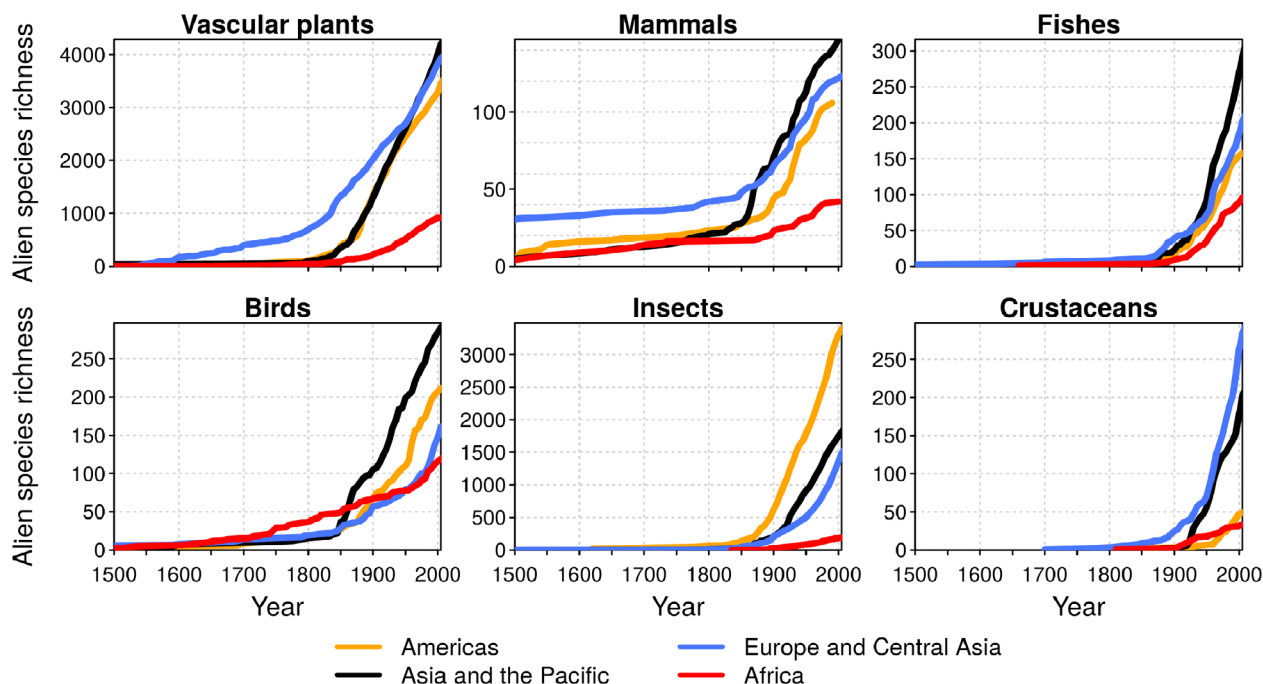 Vascular plants
Mammals
Fishes
Alien species richness
4000
3000
2000
1000
0
100
50
0
300
250
200
150
100
50
0
Birds
Insects
Crustaceans
Alien species richness
250
200
150
100
50
0
3000
2500
2000
1500
1000
500
0
250
200
150
100
50
0
1500 1600 1700 1800 1900 2000
1500 1600 1700 1800 1900 2000
1500 1600 1700 1800 1900 2000
Year
Year
Year
Americas
Europe and Central Asia
Asia and the Pacific
Africa